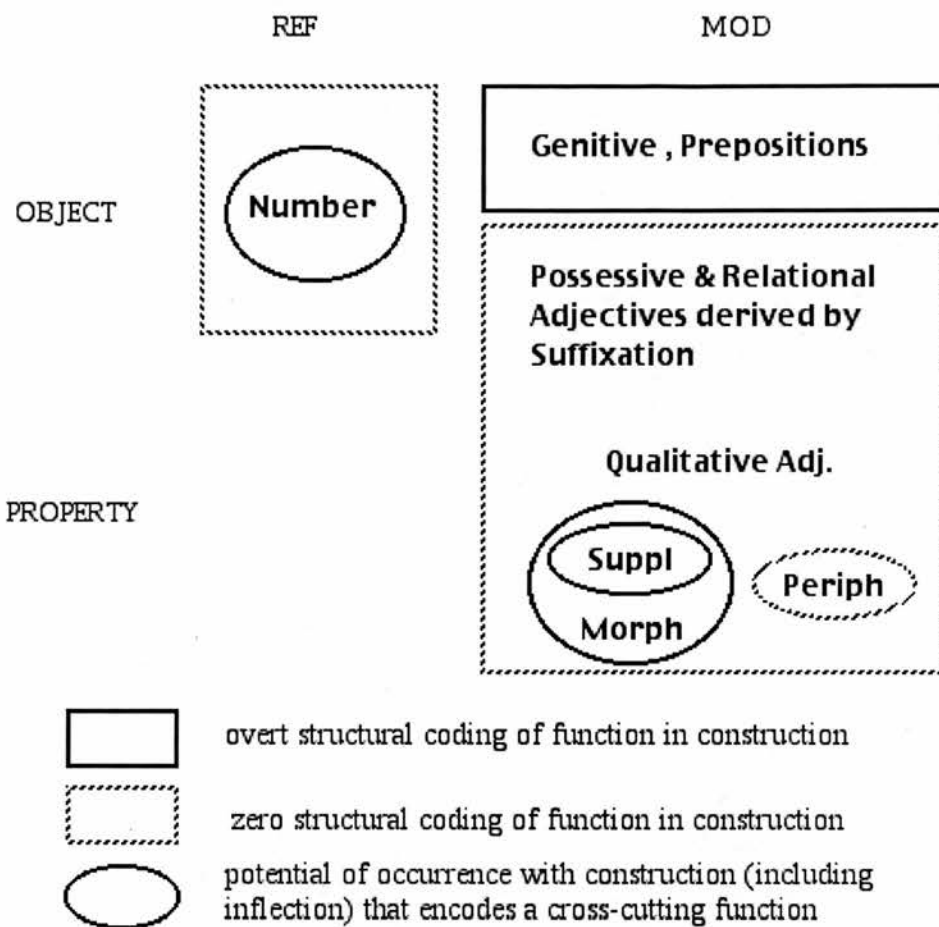 REF MOD
Genitive , Prepositions
OBJECT
Number
Possessive & Relational
Adjectives derived by
Suffixation
Qualitative Adj.
PROPERTY
Suppl
Periph
Morph
overt structural coding of function in construction
zero structural coding of function in construction
potential of occurrence with construction (including
inflection) that encodes a cross-cutting function